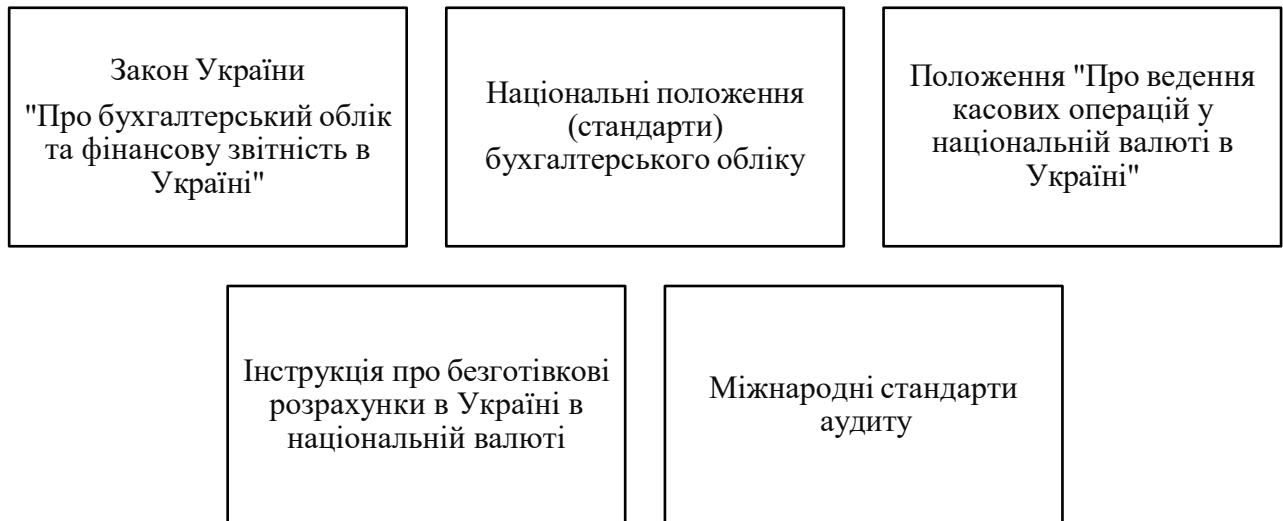 Закон України
"Про бухгалтерський облік
та фінансову звітність в
Україні"
Національні положення
(стандарти)
бухгалтерського обліку
Положення "Про ведення
касових операцій у
національній валюті в
Україні"
Інструкція про безготівкові
розрахунки в Україні в
національній валюті
Міжнародні стандарти
аудиту